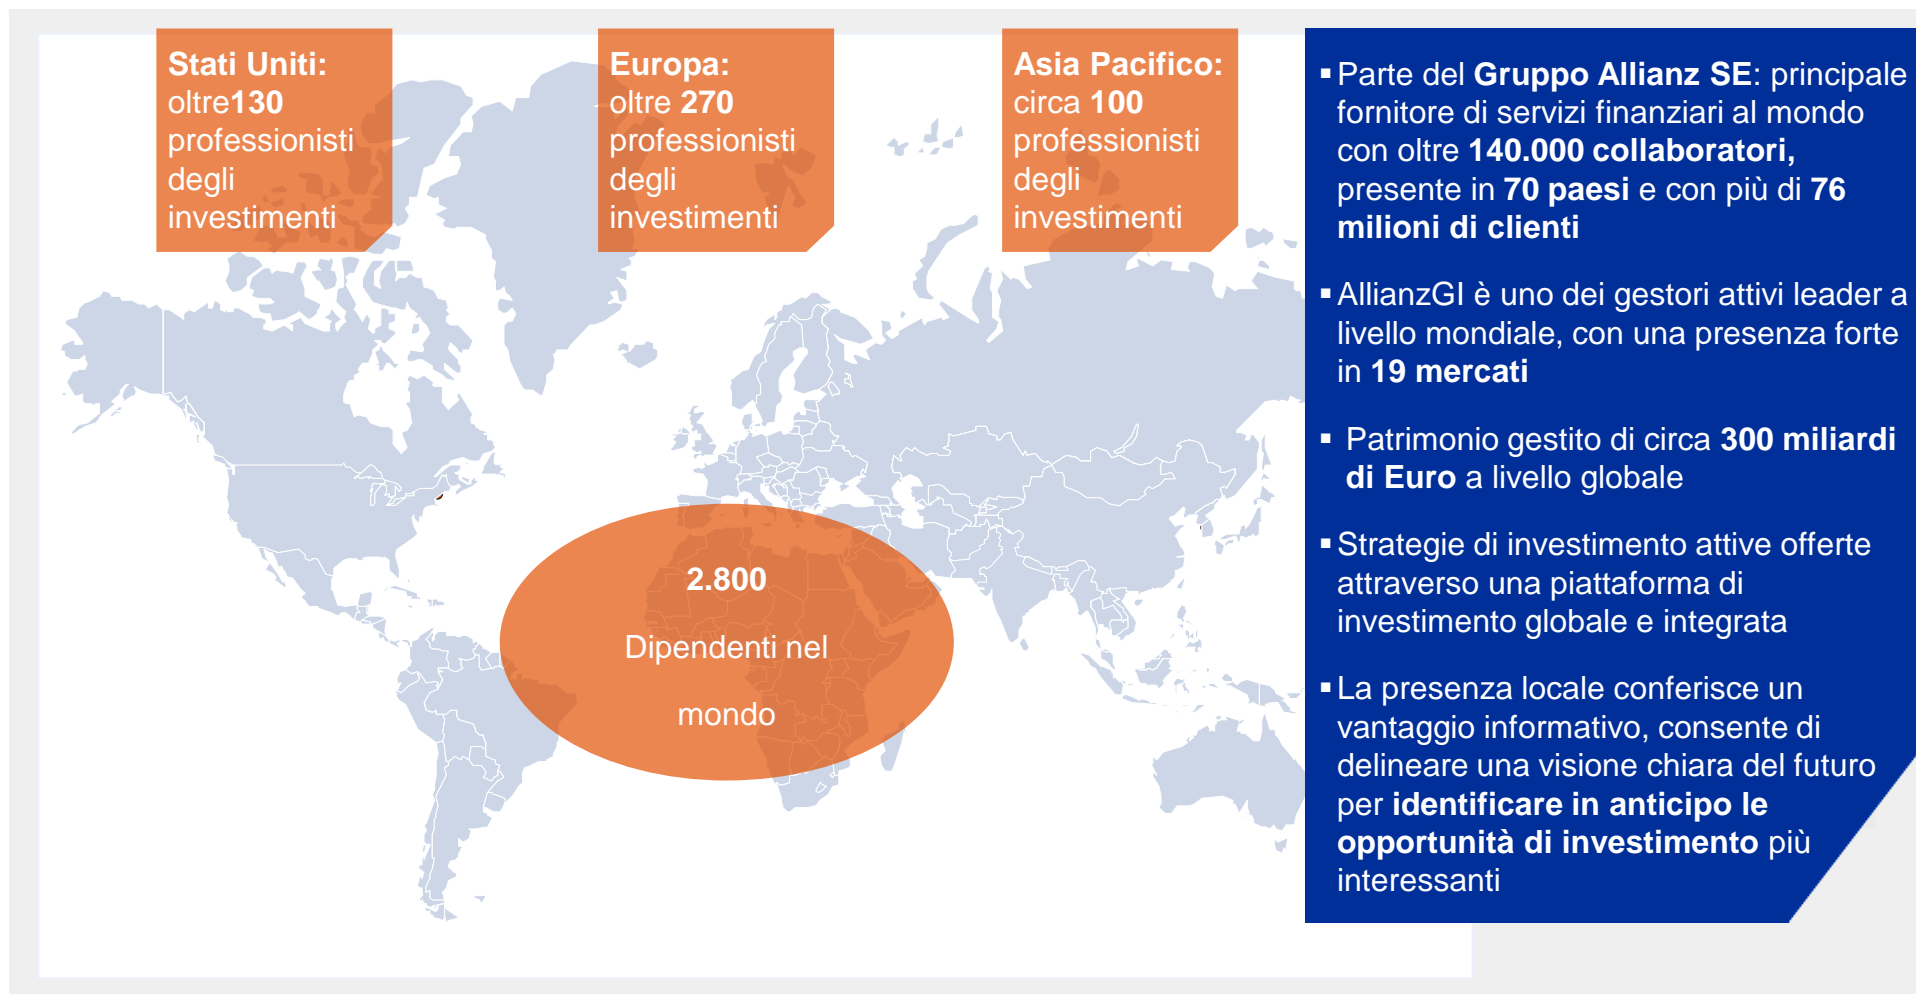 Stati Uniti:
oltre130
professionisti
degli
investimenti
Europa:
oltre 270
professionisti
degli
investimenti
Asia Pacifico:
circa 100
professionisti
degli
investimenti
2.800
Dipendenti nel
mondo
▪Parte del Gruppo Allianz SE: principale
fornitore di servizi finanziari al mondo
con oltre 140.000 collaboratori,
presente in 70 paesi e con più di 76
milioni di clienti
▪AllianzGI è uno dei gestori attivi leader a
livello mondiale, con una presenza forte
in 19 mercati
▪ Patrimonio gestito di circa 300 miliardi
di Euro a livello globale
▪Strategie di investimento attive offerte
attraverso una piattaforma di
investimento globale e integrata
▪La presenza locale conferisce un
vantaggio informativo, consente di
delineare una visione chiara del futuro
per identificare in anticipo le
opportunità di investimento più
interessanti